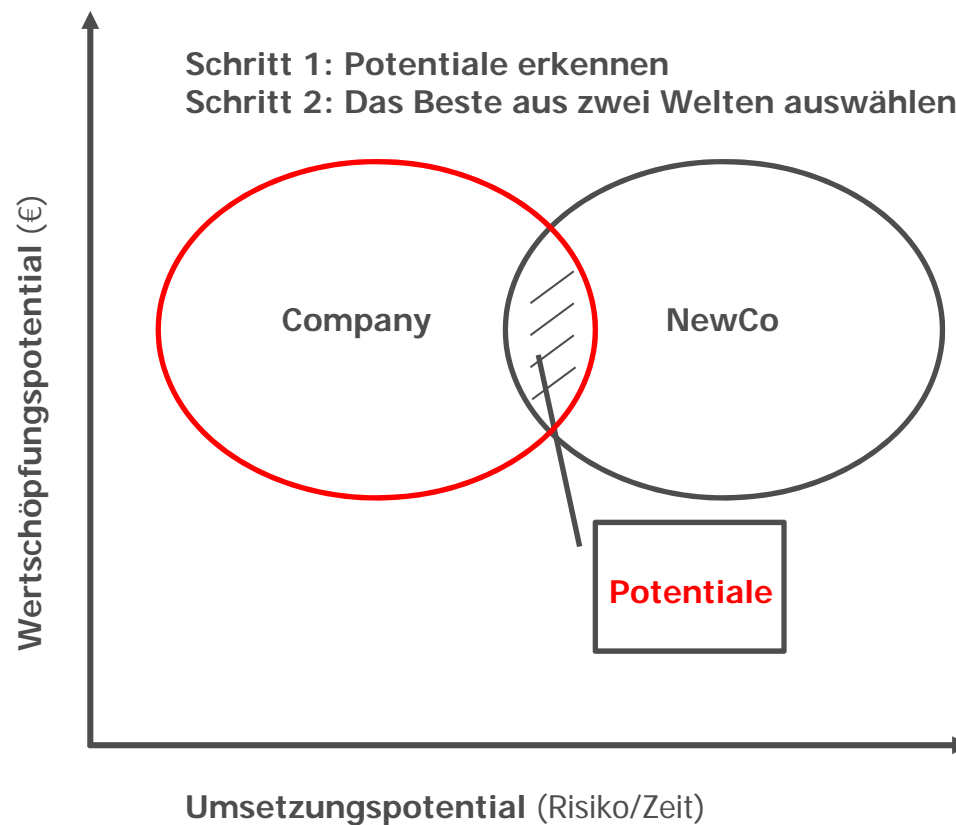 Schritt 1: Potentiale erkennen
Schritt 2: Das Beste aus zwei Welten auswählen
Wertschöpfungspotential (€)
Company
NewCo
Potentiale
Umsetzungspotential (Risiko/Zeit)